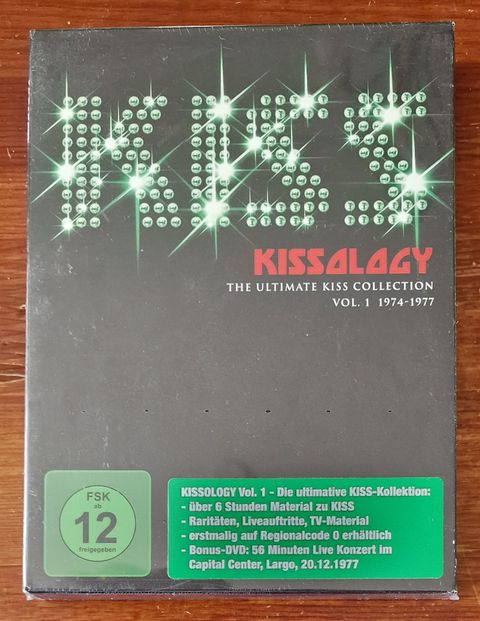 KISS
KISSOLOGY
THE ULTIMATE KISS COLLECTION
VOL. 1 1974-1977
FSK
ab
12
freigegeben
KISSOLOGY Vol. 1 - Die ultimative KISS-Kollektion:
- über 6 Stunden Material zu KISS
- Raritäten, Liveauftritte, TV-Material
- erstmalig auf Regionalcode 0 erhältlich
- Bonus-DVD: 56 Minuten Live Konzert im
Capital Center, Largo, 20.12.1977